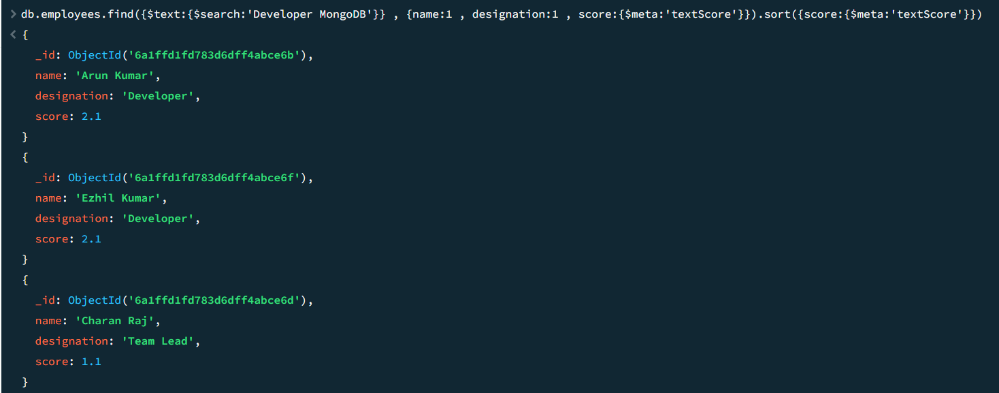 > db.employees.find({$text:{$search:'Developer MongoDB'}} , {name:1 , designation:1 , score:{$meta:'textScore'}}).sort({score:{$meta:'textScore'}})
< {
_id: ObjectId('6a1ffd1fd783d6dff4abce6b'),
name: 'Arun Kumar',
designation: 'Developer',
score: 2.1
}
{
_id: ObjectId('6a1ffd1fd783d6dff4abce6f'),
name: 'Ezhil Kumar',
designation: 'Developer',
score: 2.1
}
{
_id: ObjectId('6a1ffd1fd783d6dff4abce6d'),
name: 'Charan Raj',
designation: 'Team Lead',
score: 1.1
}